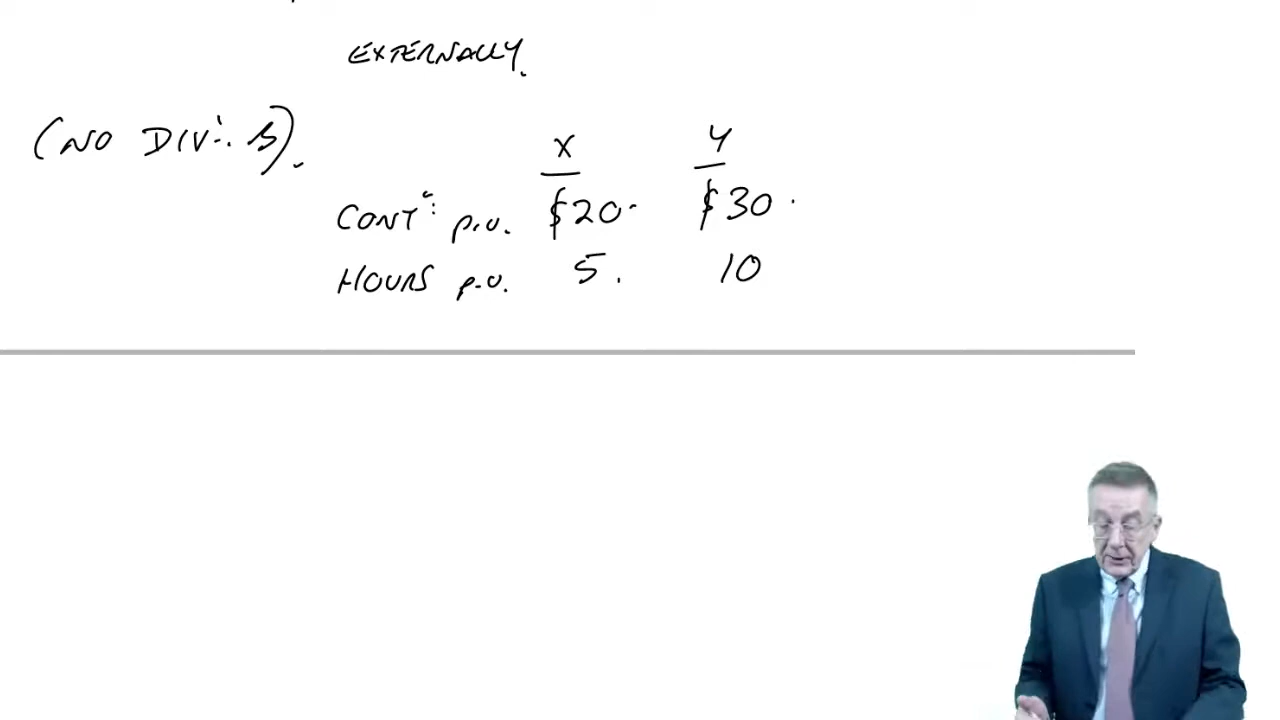 EXTERNALLY.
(NO DIV∴ B).
X Y
CONT∴ p.u. $20 $30
HOURS p.u. 5 10